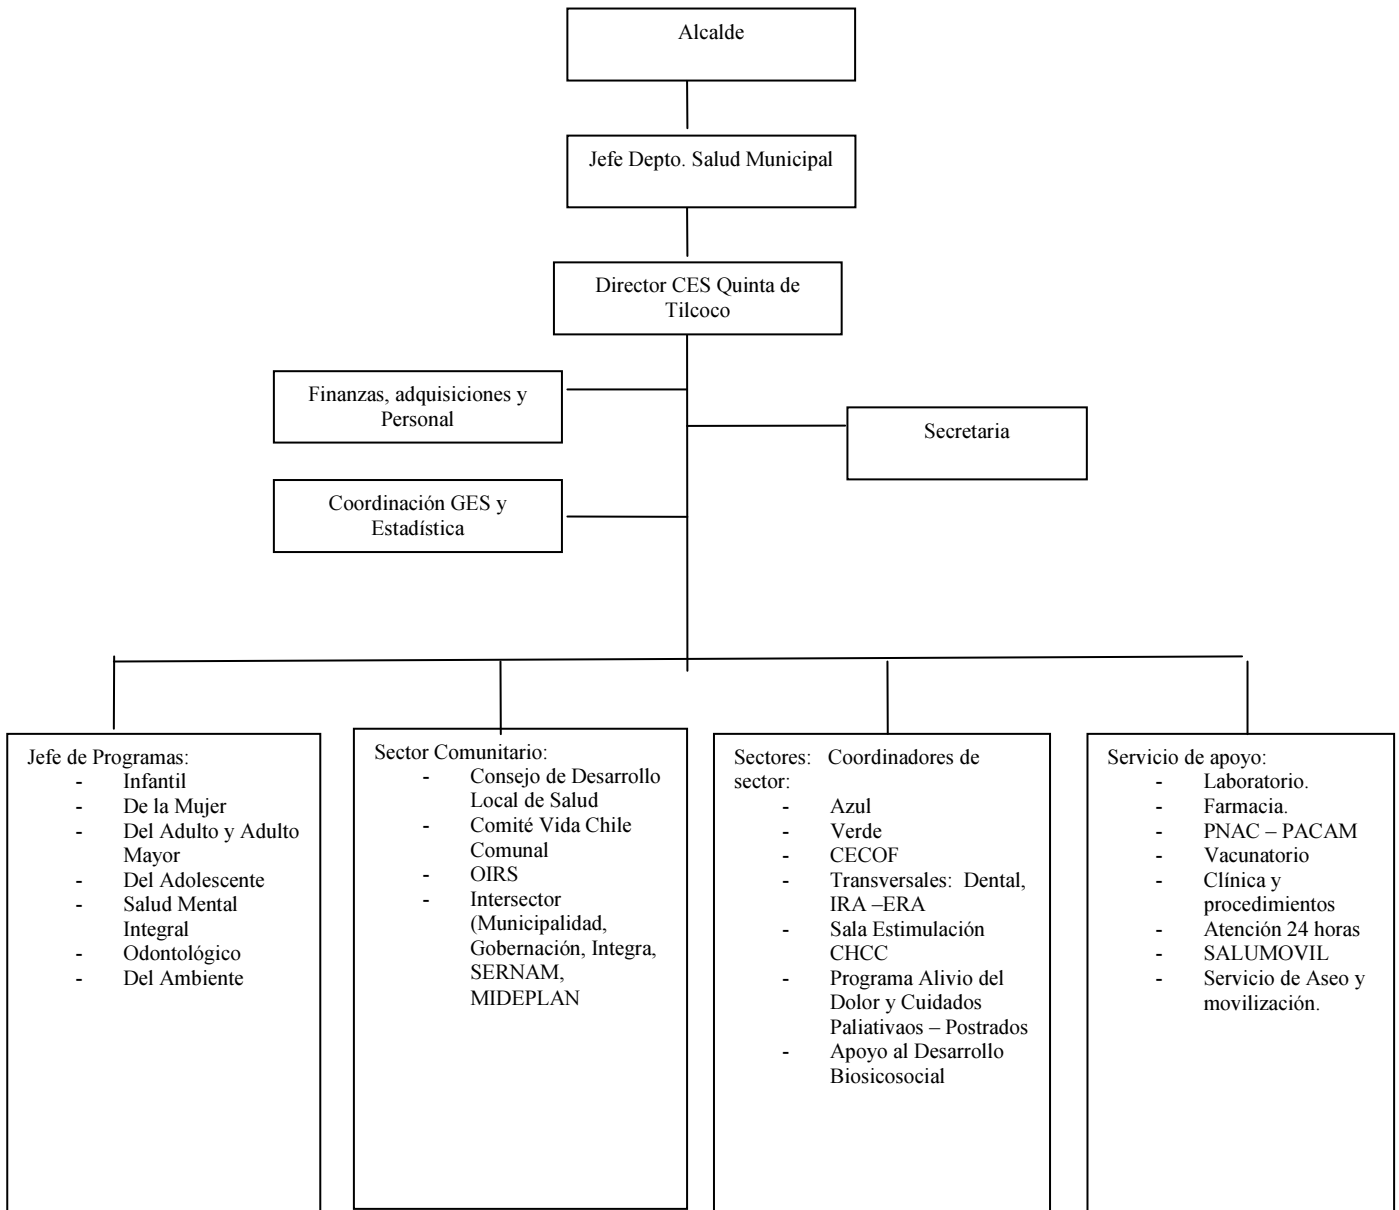 Alcalde
Jefe Depto. Salud Municipal
Director CES Quinta de
Tilcoco
Finanzas, adquisiciones y
Personal
Secretaria
Coordinación GES y
Estadística
Jefe de Programas:
- Infantil
- De la Mujer
- Del Adulto y Adulto
Mayor
- Del Adolescente
- Salud Mental
Integral
- Odontológico
- Del Ambiente
Sector Comunitario:
- Consejo de Desarrollo
Local de Salud
- Comité Vida Chile
Comunal
- OIRS
- Intersector
(Municipalidad,
Gobernación, Integra,
SERNAM,
MIDEPLAN
Sectores: Coordinadores de
sector:
- Azul
- Verde
- CECOF
- Transversales: Dental,
IRA –ERA
- Sala Estimulación
CHCC
- Programa Alivio del
Dolor y Cuidados
Paliativaos – Postrados
- Apoyo al Desarrollo
Biosicosocial
Servicio de apoyo:
- Laboratorio.
- Farmacia.
- PNAC – PACAM
- Vacunatorio
- Clínica y
procedimientos
- Atención 24 horas
- SALUMOVIL
- Servicio de Aseo y
movilización.